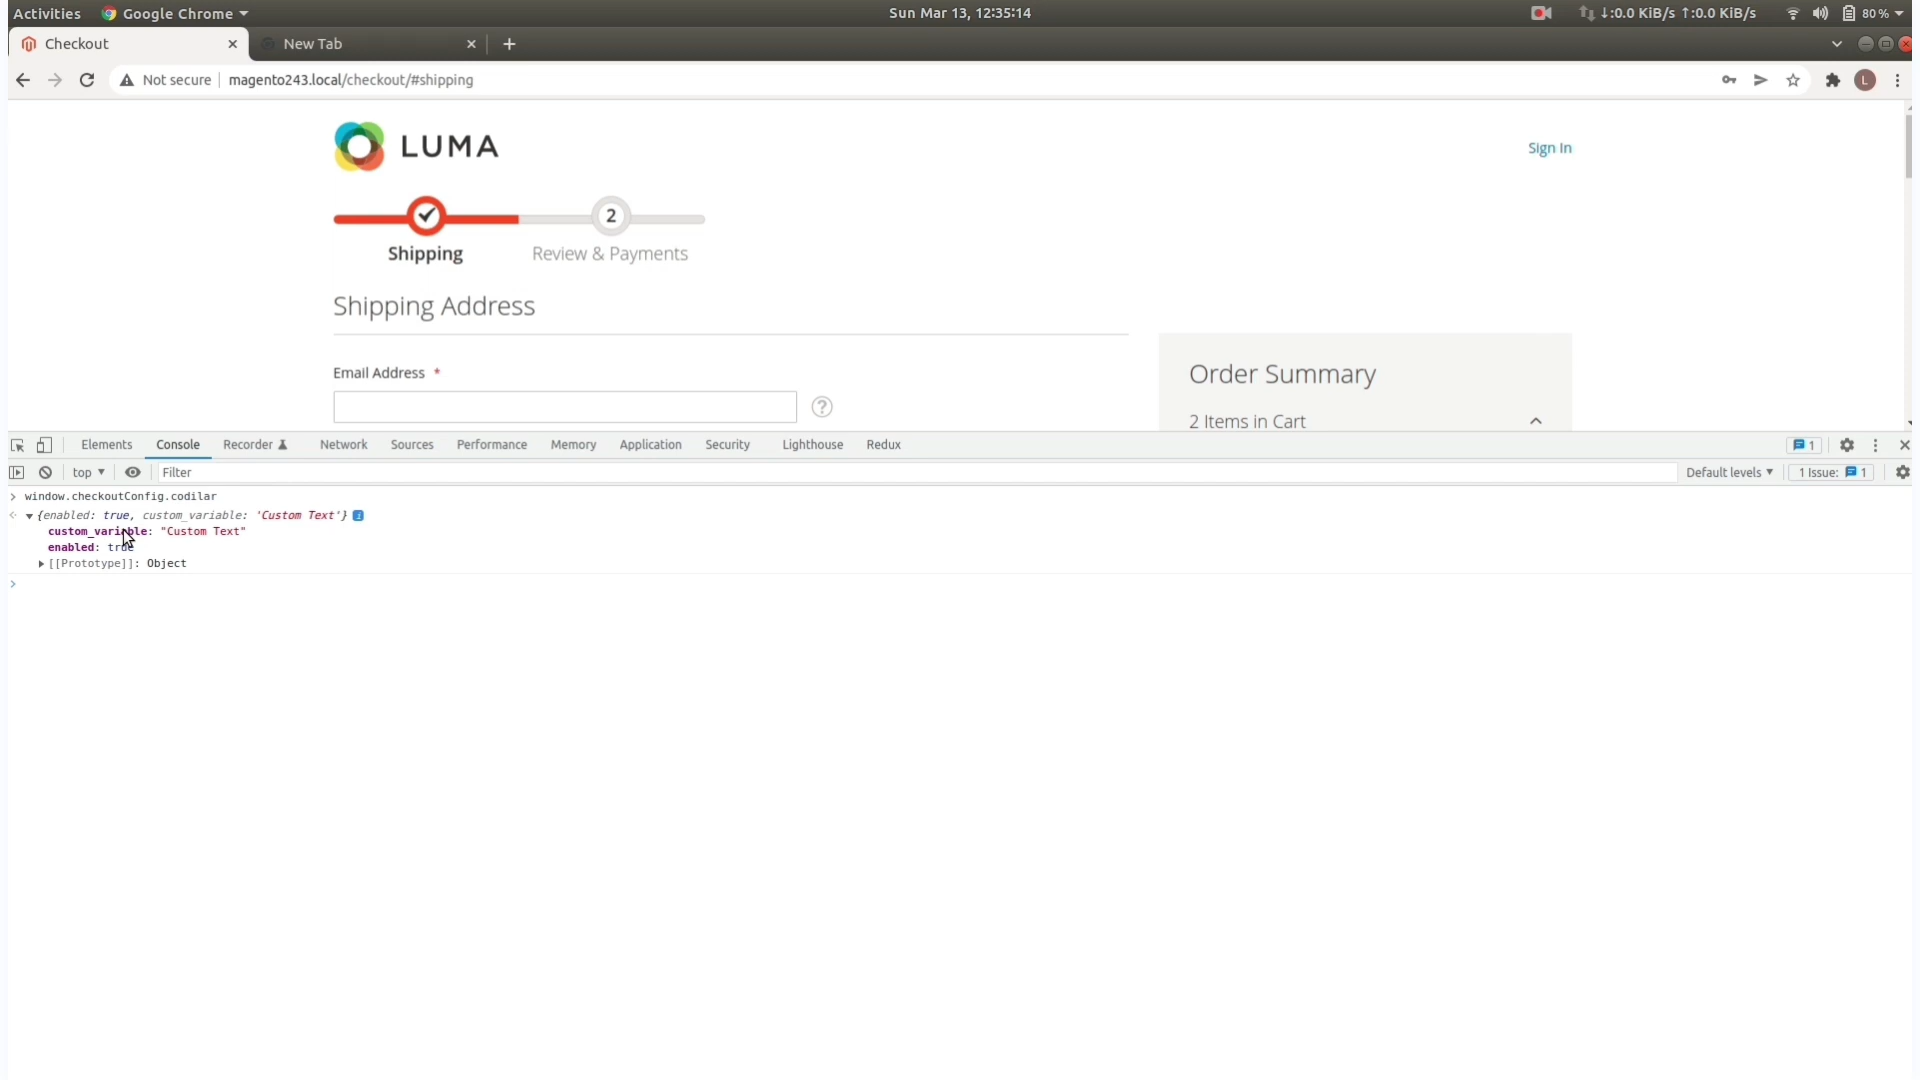 Activities Google Chrome Sun Mar 13, 12:35:14 ↓:0.0 KiB/s ↑:0.0 KiB/s 80 %
Checkout New Tab
Not secure magento243.local/checkout/#shipping L
LUMA
Sign In
2
Shipping Review & Payments
Shipping Address
Email Address *
?
Order Summary
2 Items in Cart
Elements Console Recorder Network Sources Performance Memory Application Security Lighthouse Redux 1
top Filter Default levels 1 Issue: 1
> window.checkoutConfig.codilar
{enabled: true, custom_variable: 'Custom Text'} i
custom_variable: "Custom Text"
enabled: true
[[Prototype]]: Object
>